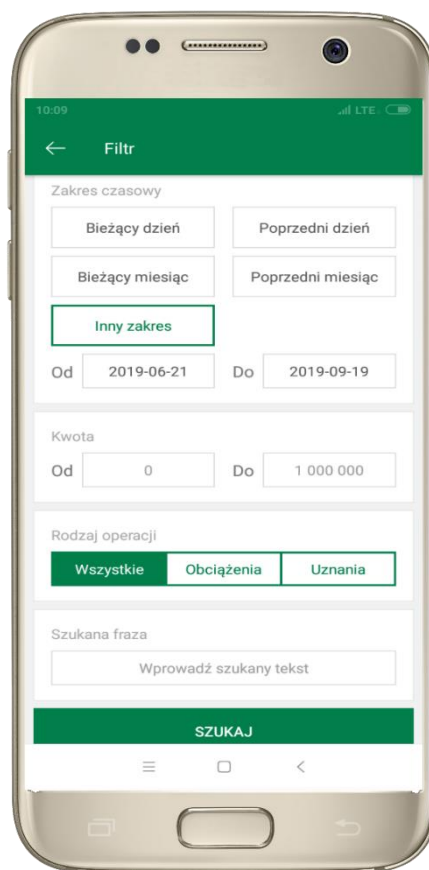 10:09 LTE
Filtr
Zakres czasowy
Bieżący dzień Poprzedni dzień
Bieżący miesiąc Poprzedni miesiąc
Inny zakres
Od 2019-06-21 Do 2019-09-19
Kwota
Od 0 Do 1 000 000
Rodzaj operacji
Wszystkie Obciążenia Uznania
Szukana fraza
Wprowadź szukany tekst
SZUKAJ